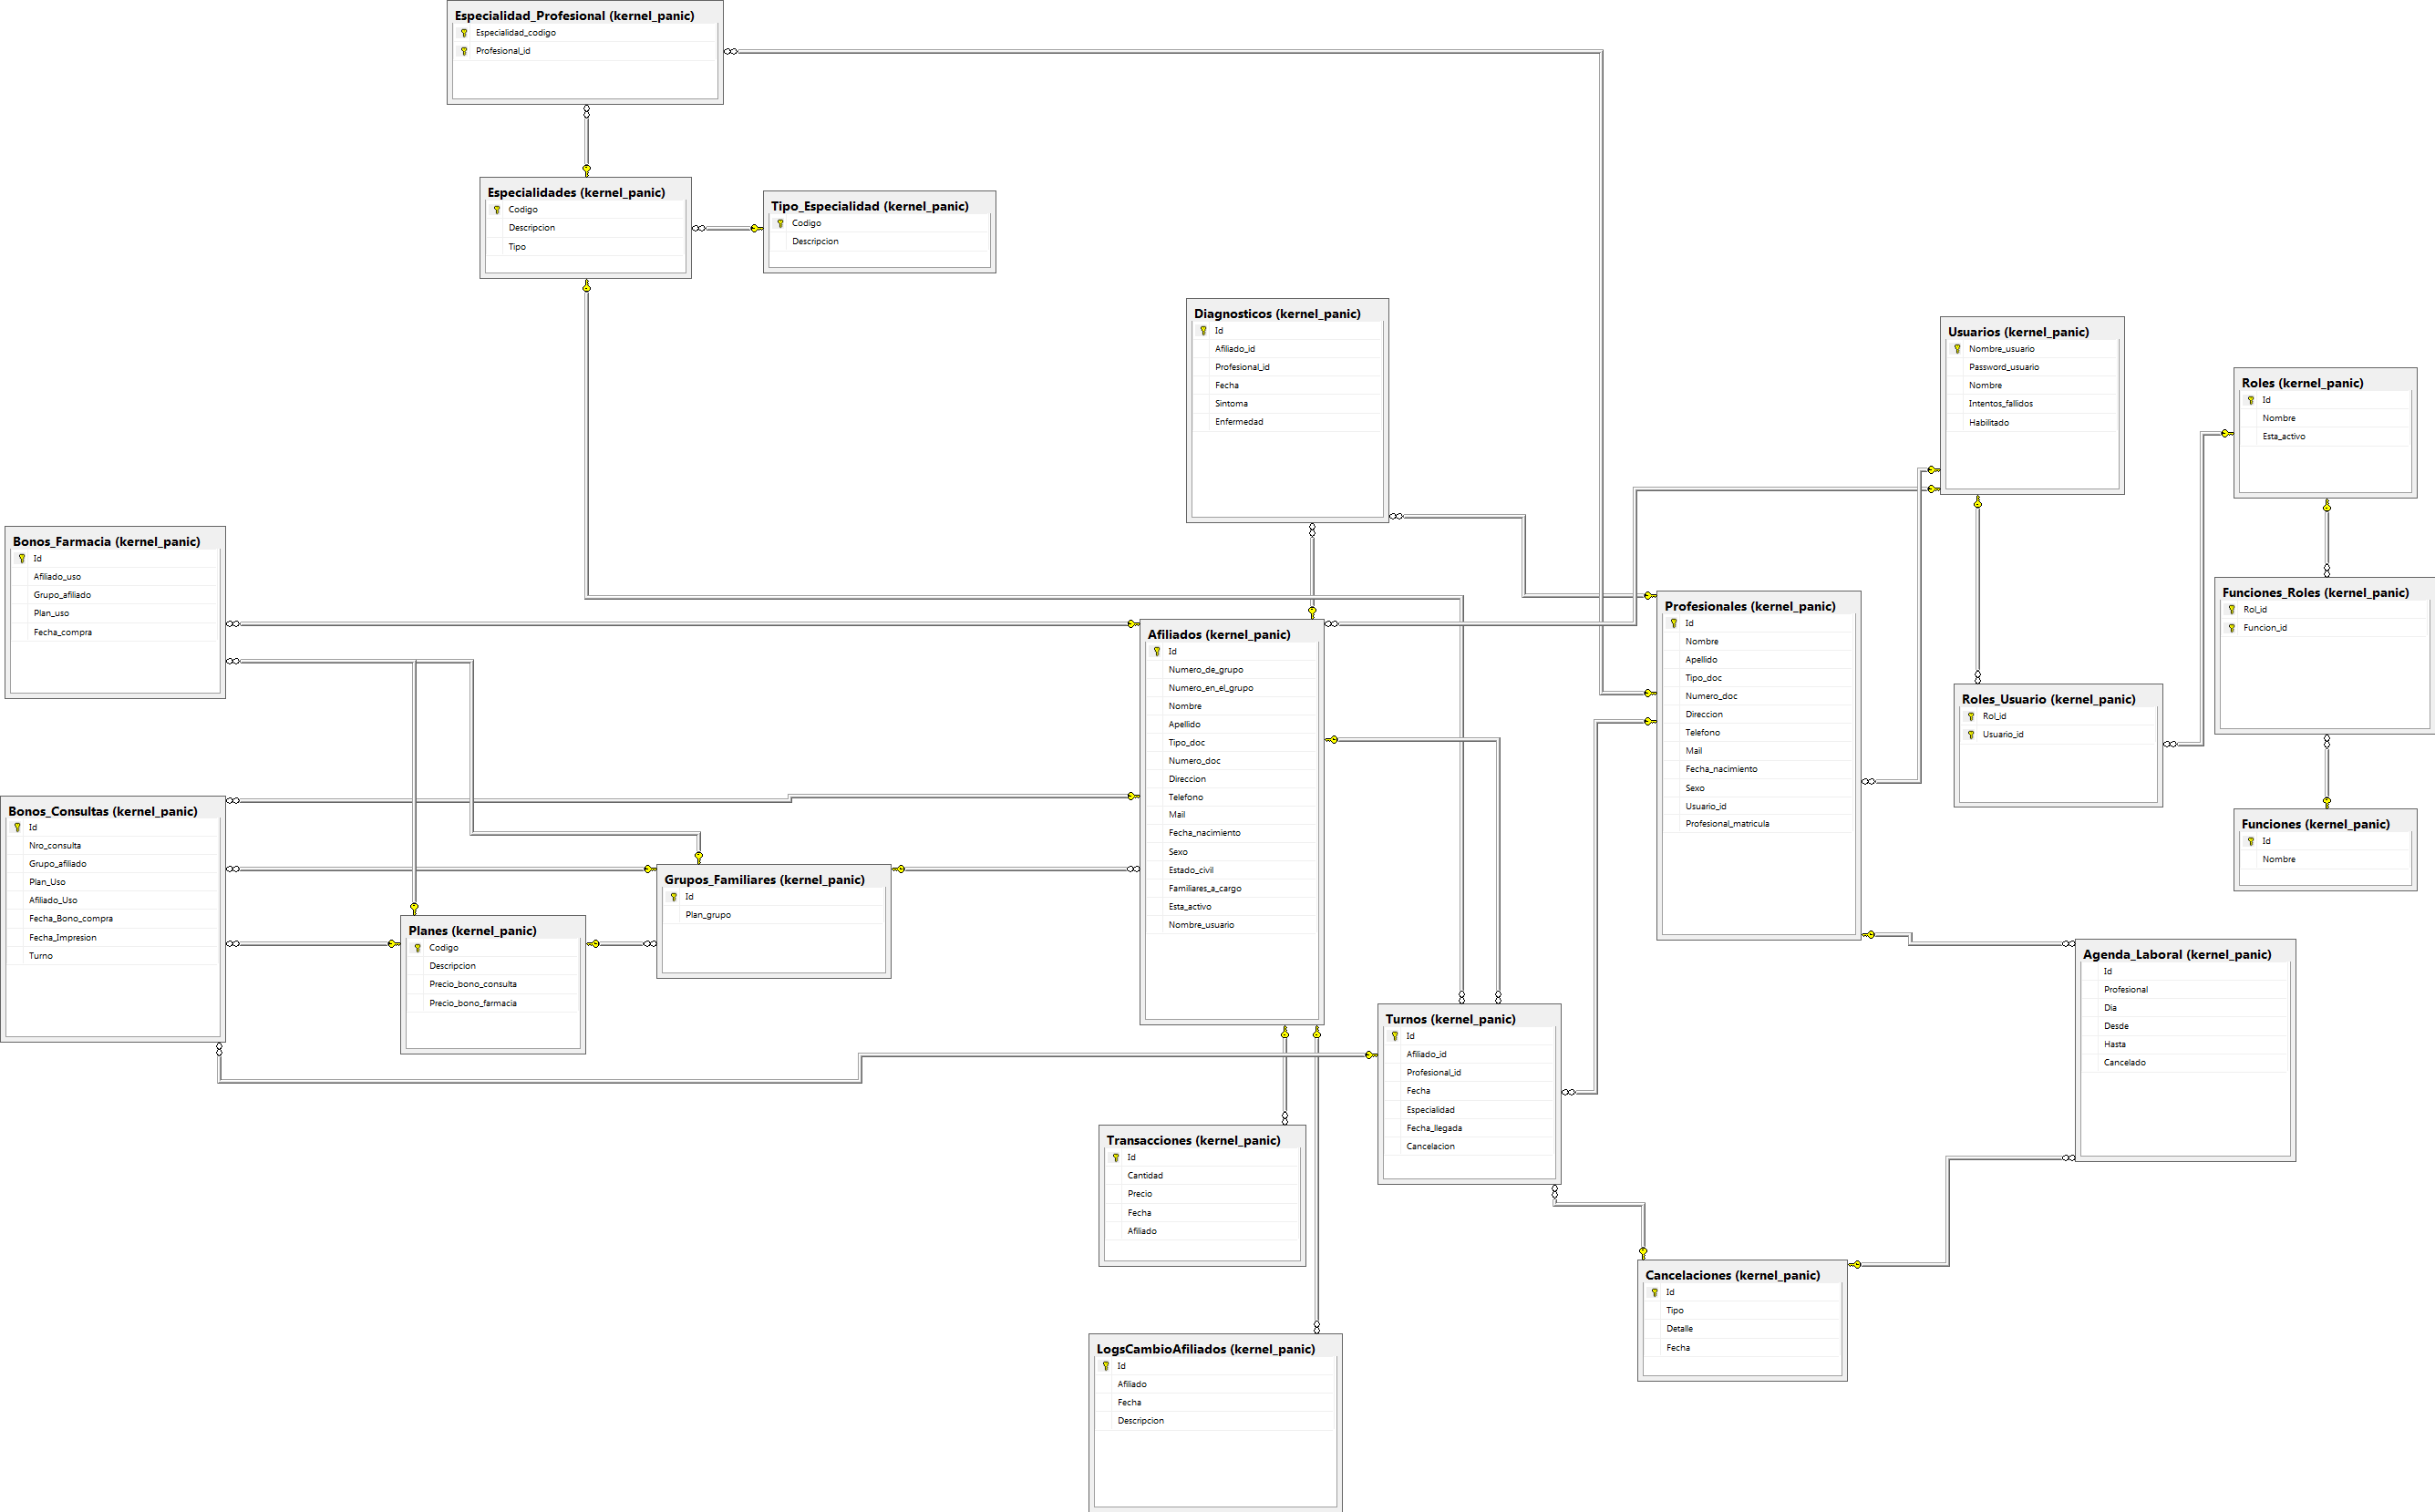 Especialidad_Profesional (kernel_panic)
Especialidad_codigo
Profesional_id
Especialidades (kernel_panic)
Codigo
Descripcion
Tipo
Tipo_Especialidad (kernel_panic)
Codigo
Descripcion
Diagnosticos (kernel_panic)
Id
Afiliado_id
Profesional_id
Fecha
Sintoma
Enfermedad
Usuarios (kernel_panic)
Nombre_usuario
Password_usuario
Nombre
Intentos_fallidos
Habilitado
Roles (kernel_panic)
Id
Nombre
Esta_activo
Bonos_Farmacia (kernel_panic)
Id
Afiliado_uso
Grupo_afiliado
Plan_uso
Fecha_compra
Afiliados (kernel_panic)
Id
Numero_de_grupo
Numero_en_el_grupo
Nombre
Apellido
Tipo_doc
Numero_doc
Direccion
Telefono
Mail
Fecha_nacimiento
Sexo
Estado_civil
Familiares_a_cargo
Esta_activo
Nombre_usuario
Profesionales (kernel_panic)
Id
Nombre
Apellido
Tipo_doc
Numero_doc
Direccion
Telefono
Mail
Fecha_nacimiento
Sexo
Usuario_id
Profesional_matricula
Funciones_Roles (kernel_panic)
Rol_id
Funcion_id
Roles_Usuario (kernel_panic)
Rol_id
Usuario_id
Bonos_Consultas (kernel_panic)
Id
Nro_consulta
Grupo_afiliado
Plan_Uso
Afiliado_Uso
Fecha_Bono_compra
Fecha_Impresion
Turno
Grupos_Familiares (kernel_panic)
Id
Plan_grupo
Funciones (kernel_panic)
Id
Nombre
Planes (kernel_panic)
Codigo
Descripcion
Precio_bono_consulta
Precio_bono_farmacia
Agenda_Laboral (kernel_panic)
Id
Profesional
Dia
Desde
Hasta
Cancelado
Turnos (kernel_panic)
Id
Afiliado_id
Profesional_id
Fecha
Especialidad
Fecha_llegada
Cancelacion
Transacciones (kernel_panic)
Id
Cantidad
Precio
Fecha
Afiliado
Cancelaciones (kernel_panic)
Id
Tipo
Detalle
Fecha
LogsCambioAfiliados (kernel_panic)
Id
Afiliado
Fecha
Descripcion